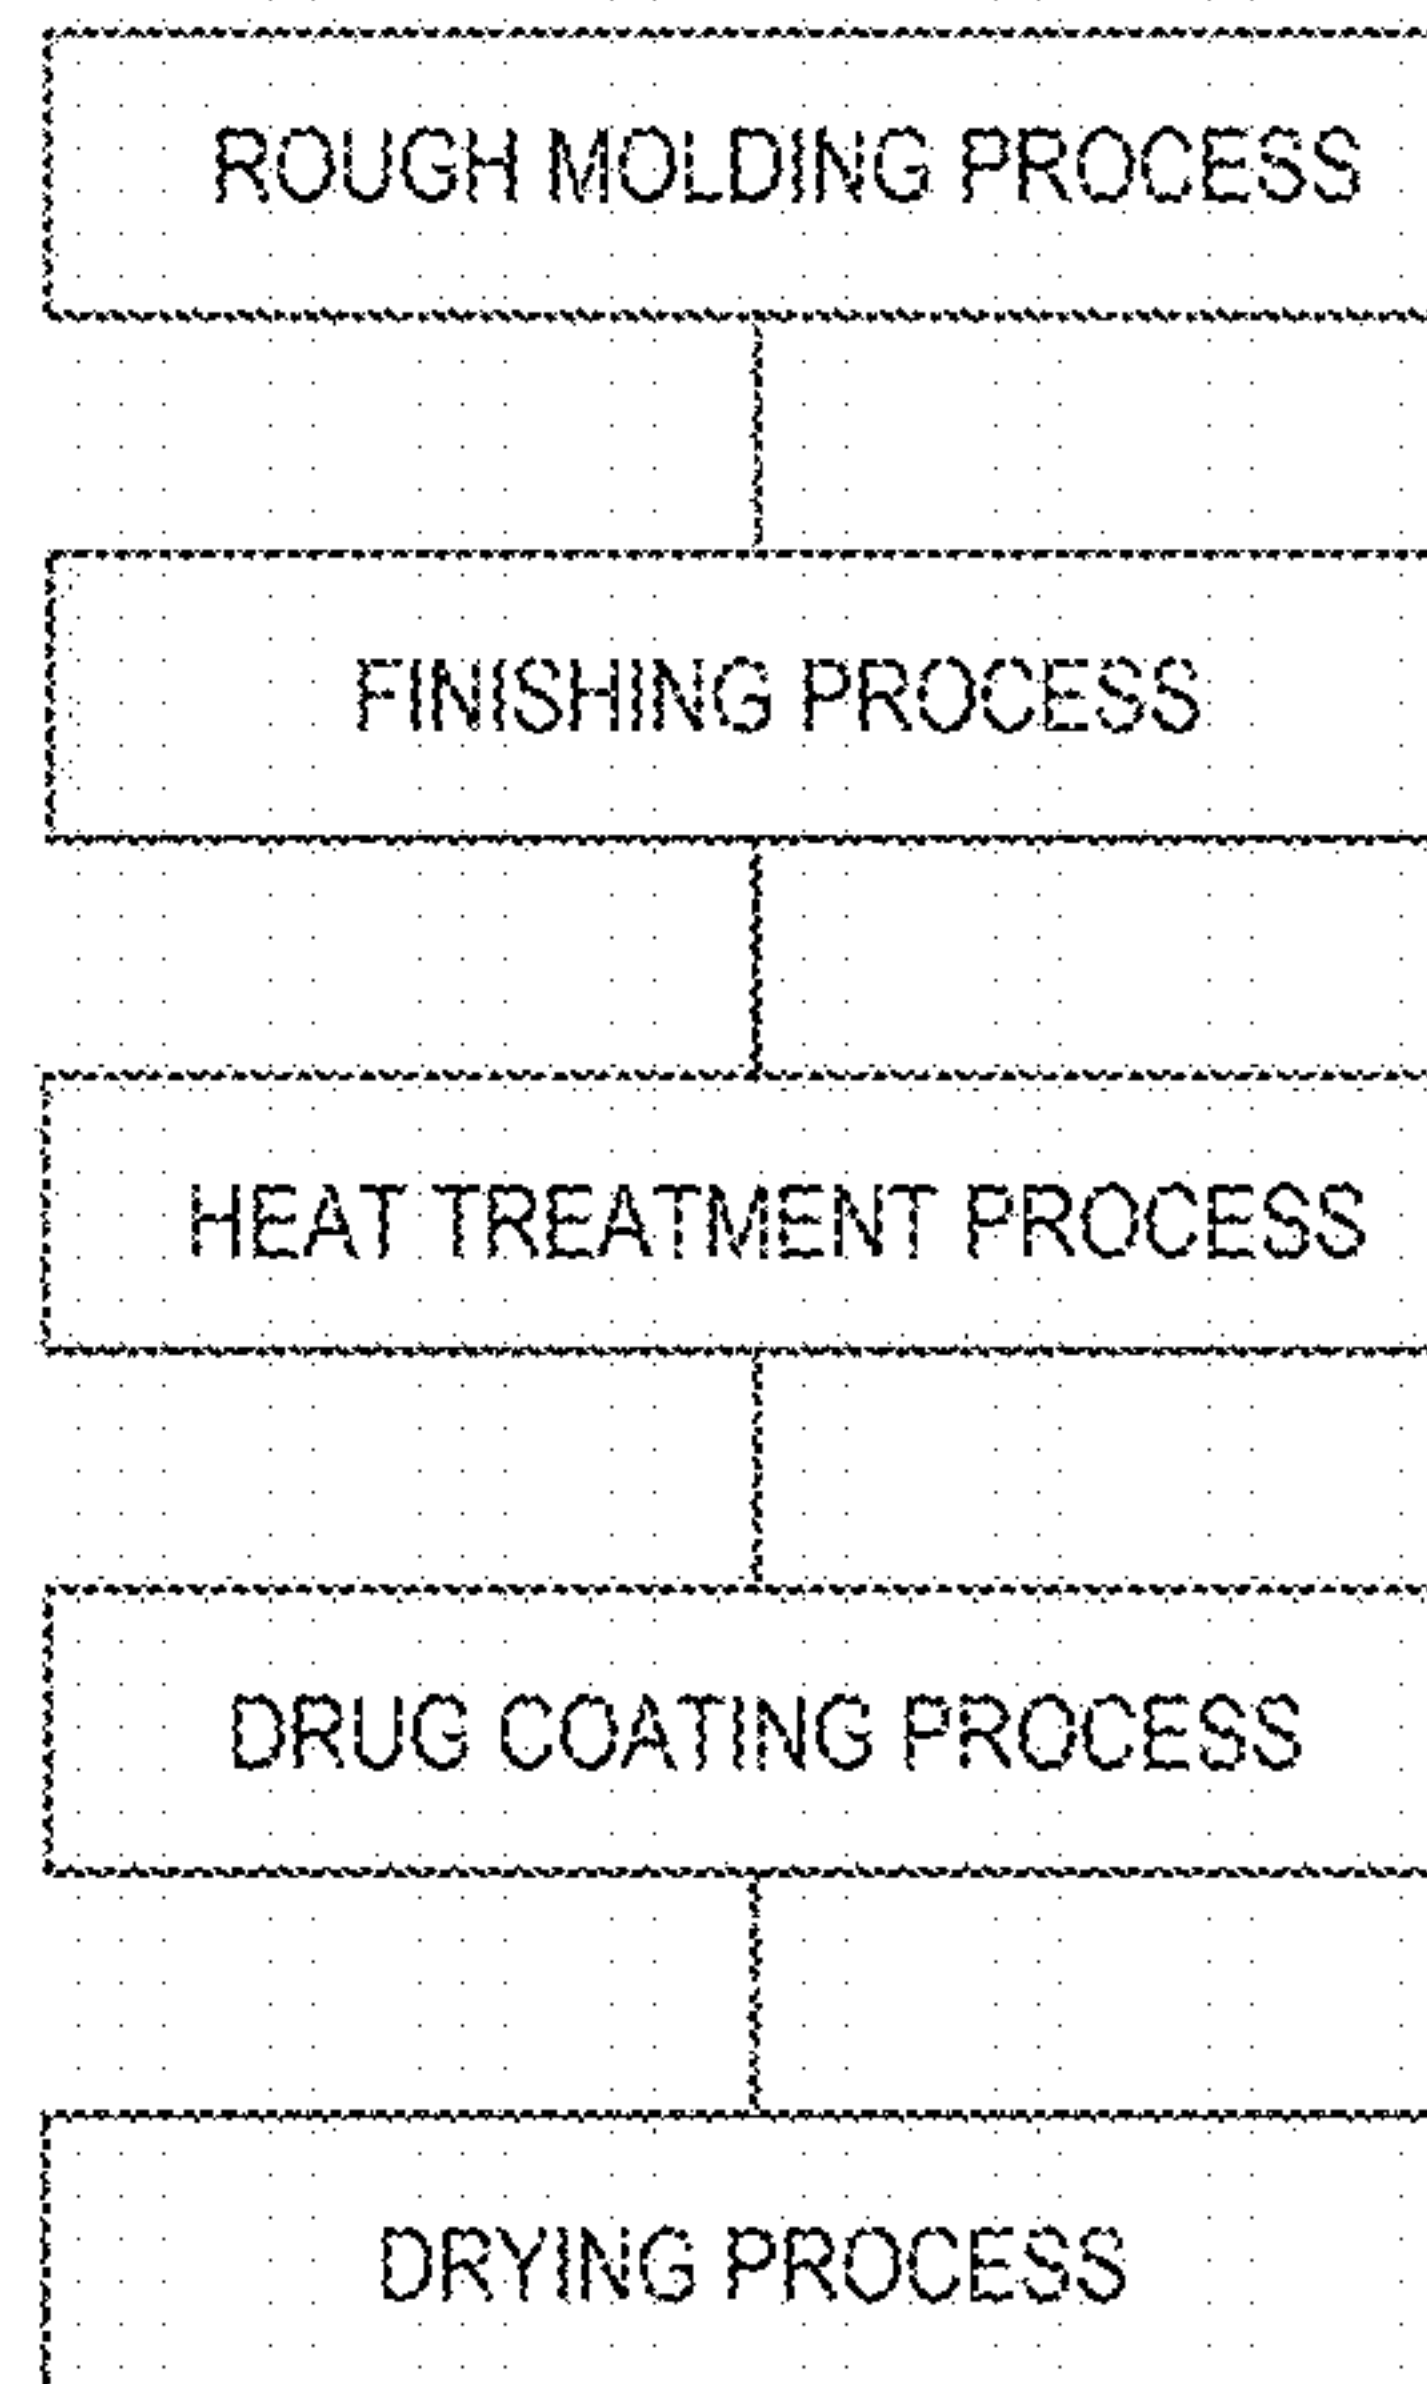 ROUGH MOLDING PROCESS
FINISHING PROCESS
HEAT TREATMENT PROCESS
DRUG COATING PROCESS
DRYING PROCESS